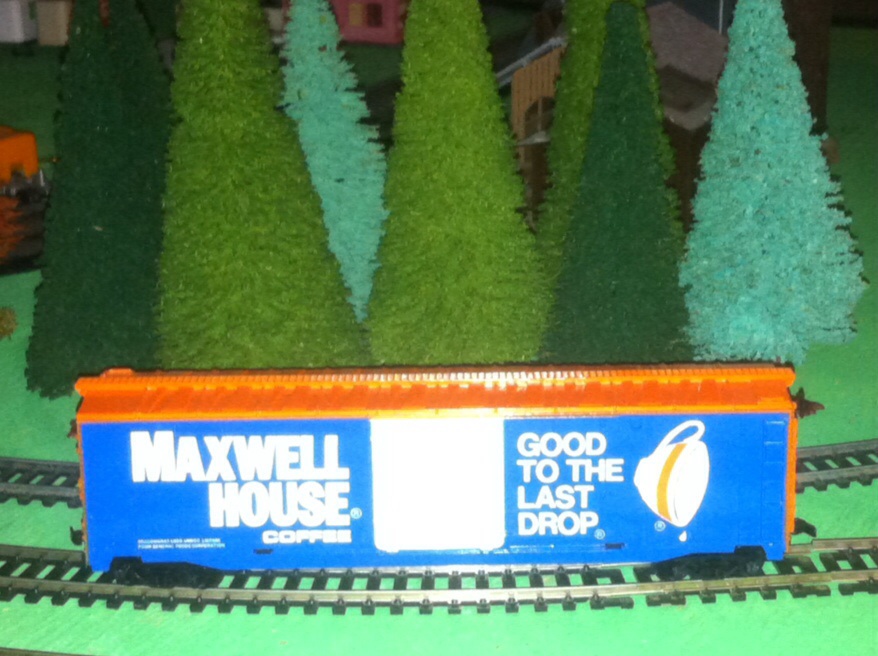 MAXWELL
HOUSE®
COFFEE
GOOD
TO THE
LAST
DROP®
®